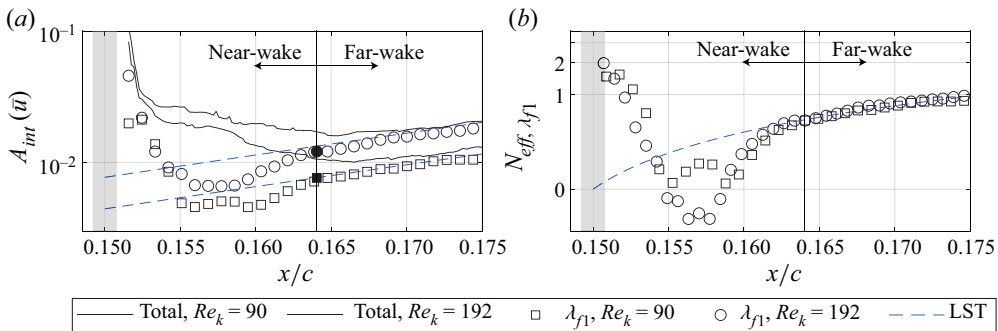 (a)
10⁻¹
10⁻²
A_int (ū)
Near-wake Far-wake
0.150 0.155 0.160 0.165 0.170 0.175
x/c
(b)
2
1
0
N_eff, λ_f1
Near-wake Far-wake
0.150 0.155 0.160 0.165 0.170 0.175
x/c
Total, Re_k = 90 Total, Re_k = 192 λ_f1, Re_k = 90 λ_f1, Re_k = 192 LST